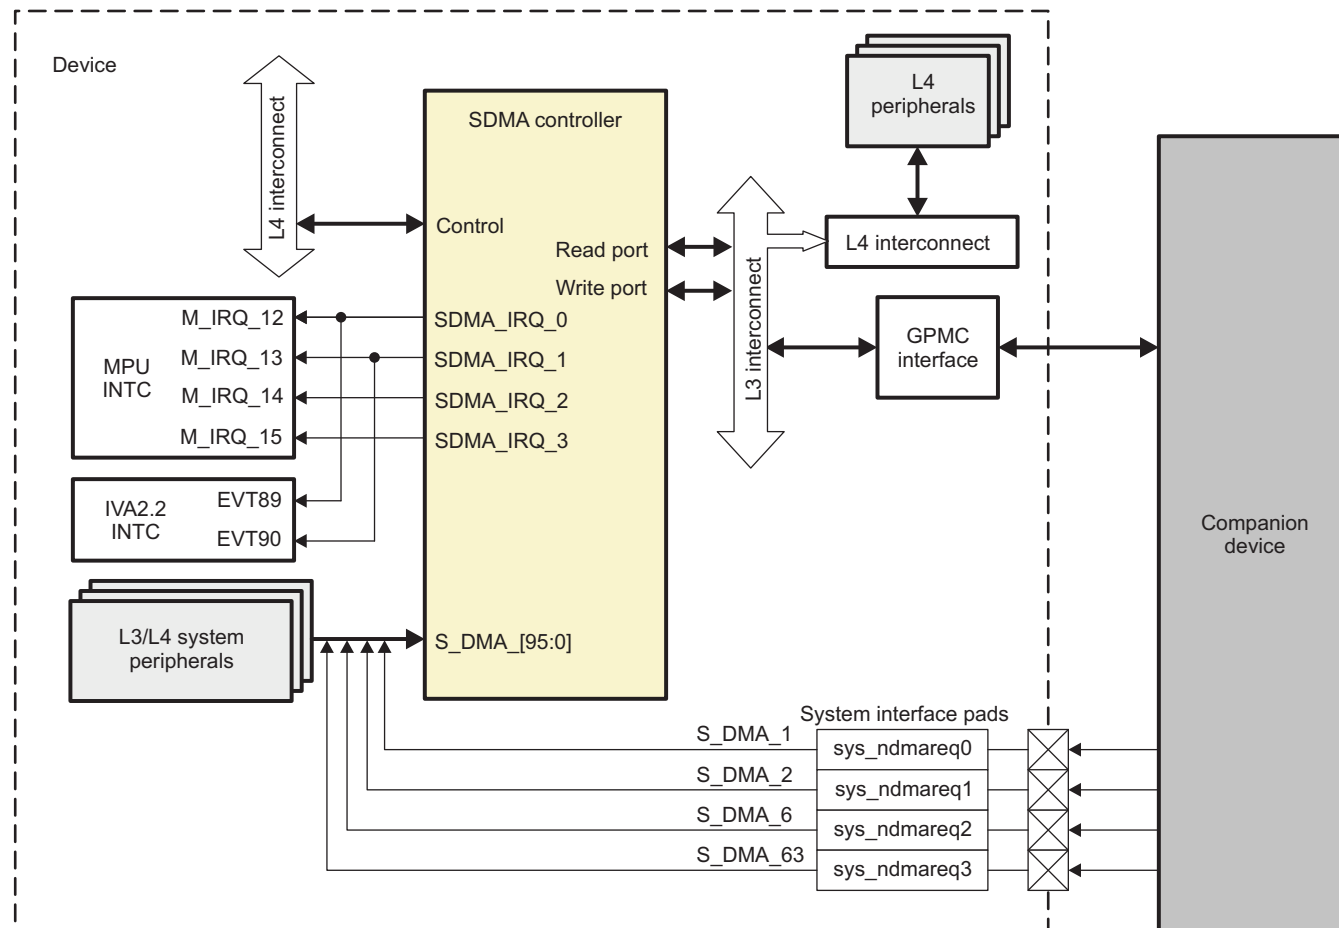 Device
L4 interconnect
SDMA controller
Control
Read port
Write port
SDMA_IRQ_0
SDMA_IRQ_1
SDMA_IRQ_2
SDMA_IRQ_3
S_DMA_[95:0]
MPU
INTC
M_IRQ_12
M_IRQ_13
M_IRQ_14
M_IRQ_15
IVA2.2
INTC
EVT89
EVT90
L3/L4 system
peripherals
L3 interconnect
L4
peripherals
L4 interconnect
GPMC
interface
Companion
device
System interface pads
S_DMA_1
sys_ndmareq0
S_DMA_2
sys_ndmareq1
S_DMA_6
sys_ndmareq2
S_DMA_63
sys_ndmareq3